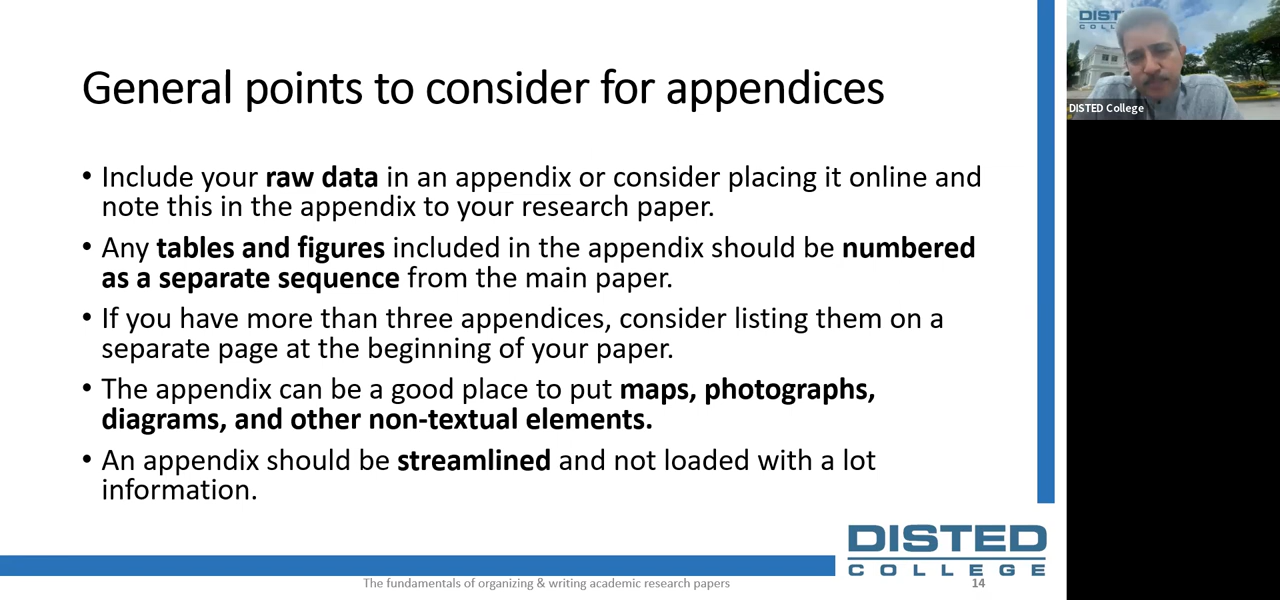 General points to consider for appendices
• Include your raw data in an appendix or consider placing it online and
note this in the appendix to your research paper.
• Any tables and figures included in the appendix should be numbered
as a separate sequence from the main paper.
• If you have more than three appendices, consider listing them on a
separate page at the beginning of your paper.
• The appendix can be a good place to put maps, photographs,
diagrams, and other non-textual elements.
• An appendix should be streamlined and not loaded with a lot
information.
DISTED
COLLEGE
The fundamentals of organizing & writing academic research papers
14
DIST
COLL
DISTED College